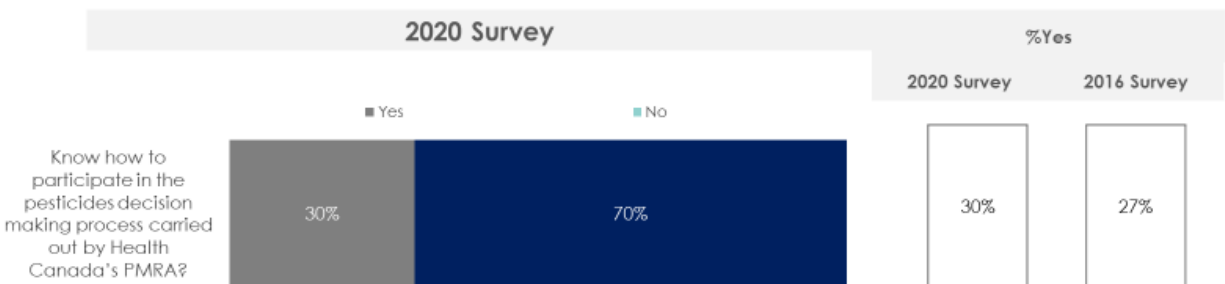 2020 Survey
%Yes
2020 Survey
2016 Survey
Yes
No
Know how to
participate in the
pesticides decision
making process carried
out by Health
Canada's PMRA?
30%
70%
30%
27%